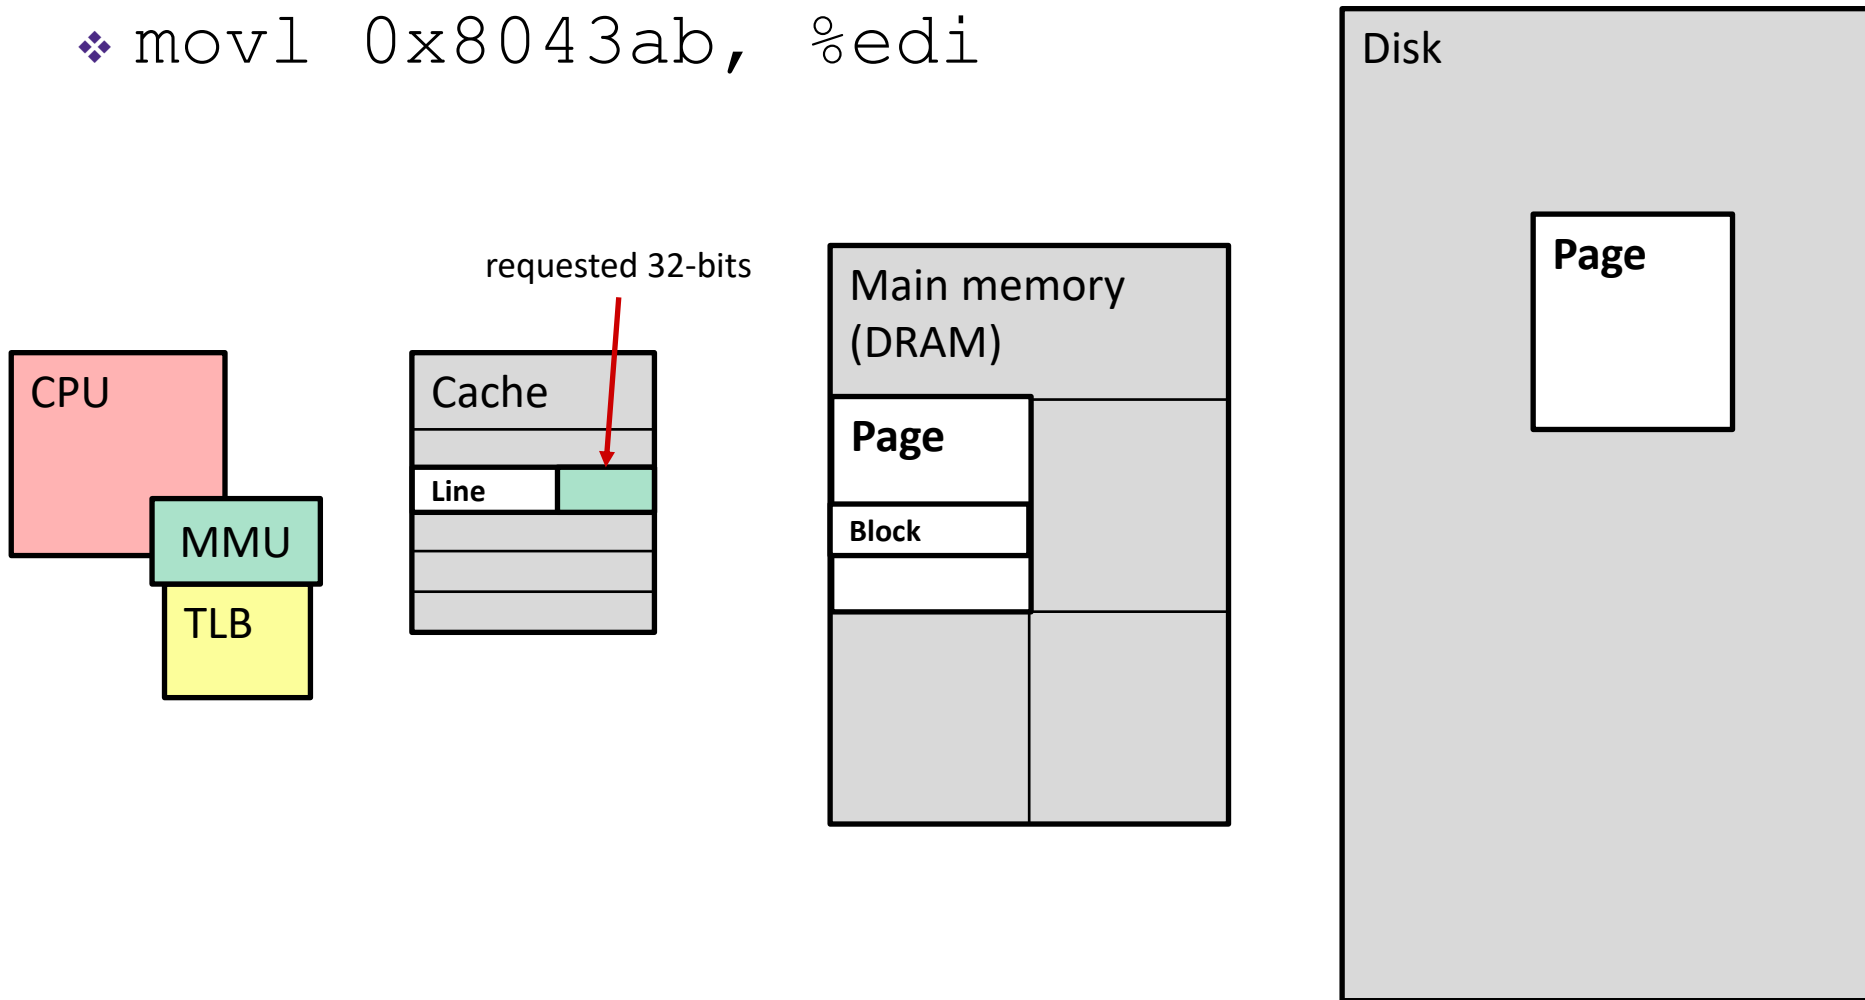 ❖ movl 0x8043ab, %edi
Disk
Page
requested 32-bits
Main memory
(DRAM)
CPU
Cache
Page
Line
Block
MMU
TLB